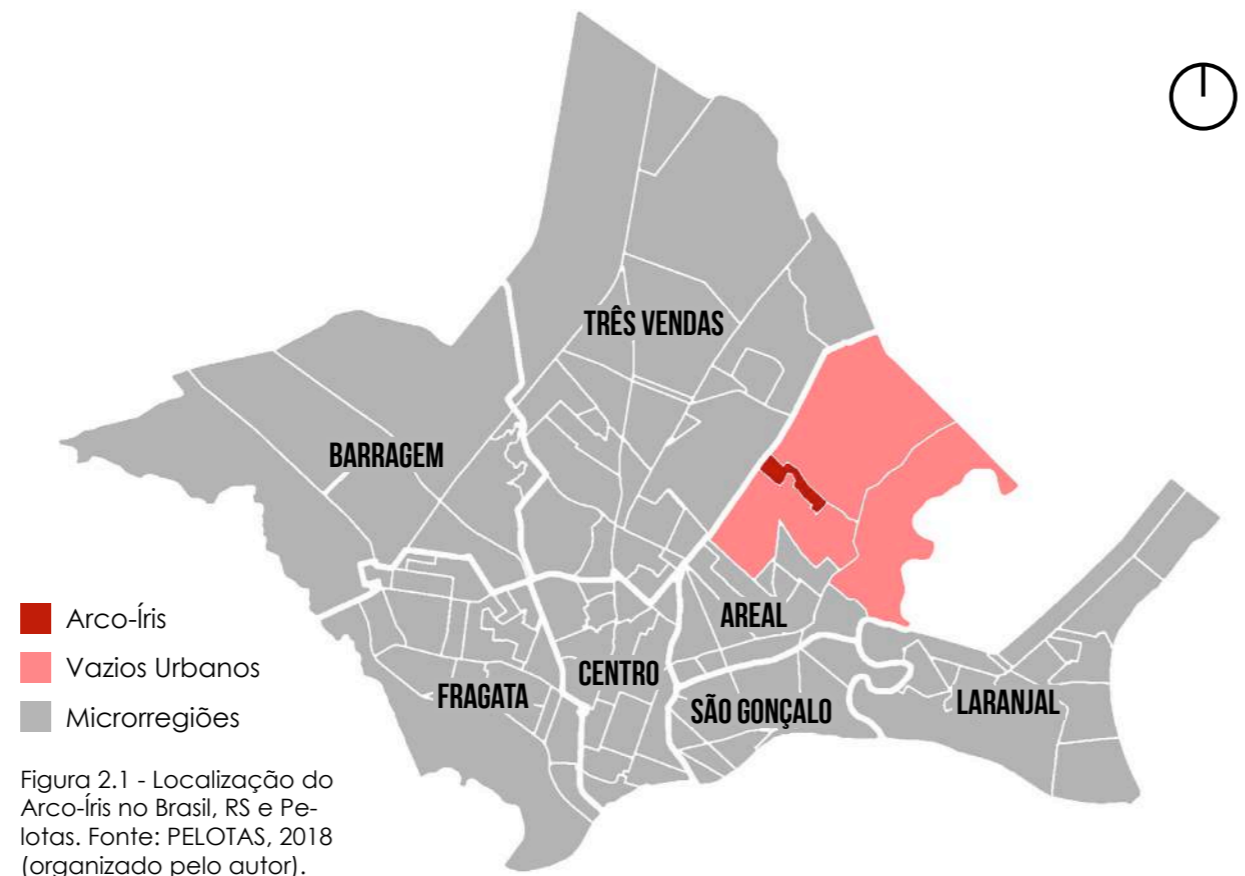 TRÊS VENDAS
BARRAGEM
AREAL
CENTRO
FRAGATA
SÃO GONÇALO
LARANJAL
Arco-Íris
Vazios Urbanos
Microrregiões
Figura 2.1 - Localização do
Arco-Íris no Brasil, RS e Pe-
lotas. Fonte: PELOTAS, 2018
(organizado pelo autor).